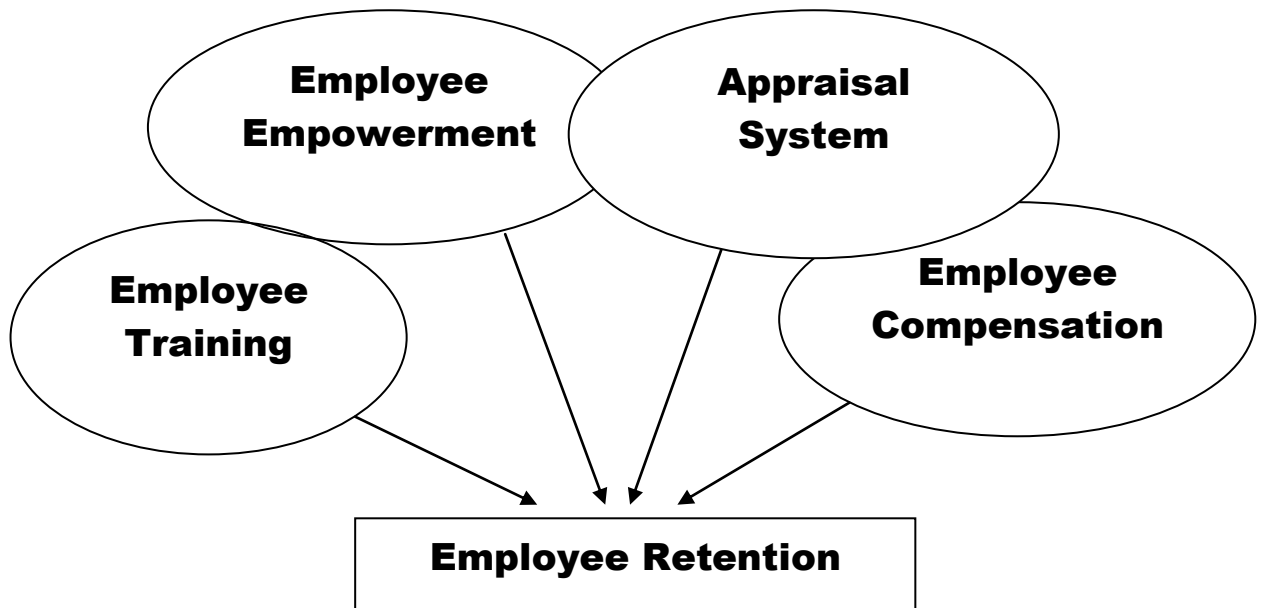 Employee
Empowerment
Appraisal
System
Employee
Training
Employee
Compensation
Employee Retention